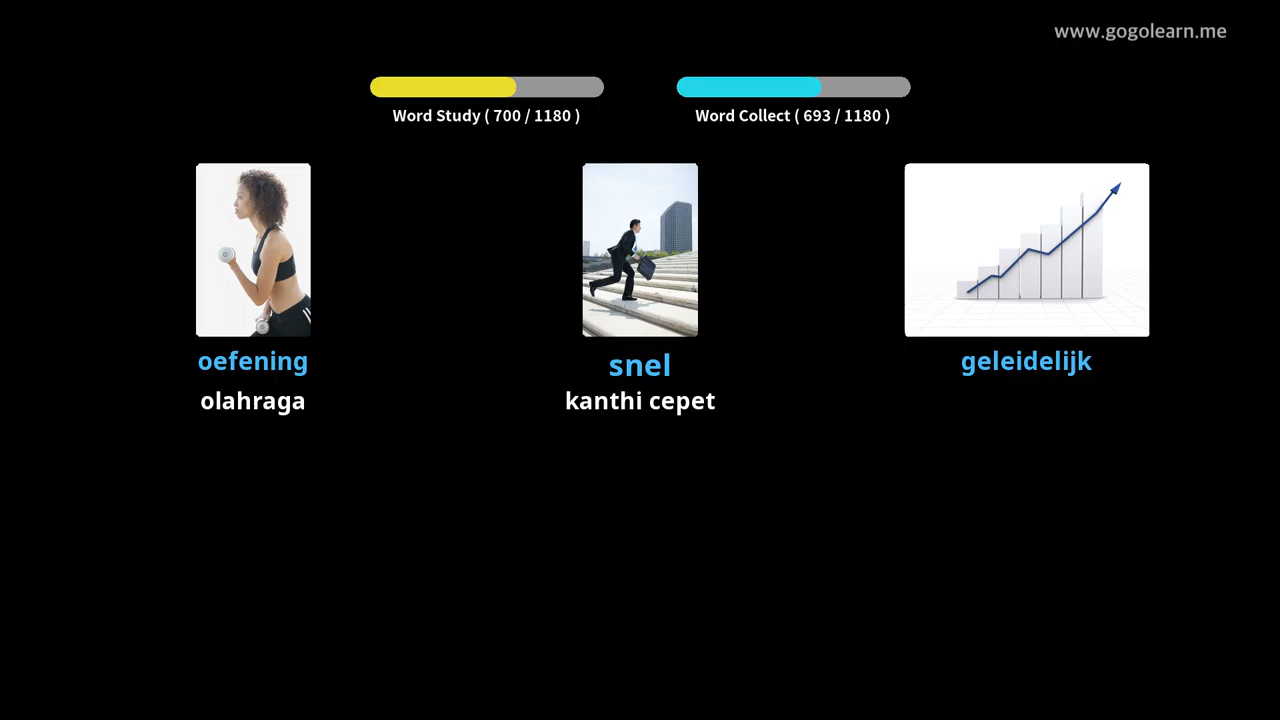 www.gogolearn.me
Word Study ( 700 / 1180 )
Word Collect ( 693 / 1180 )
oefening
snel
geleidelijk
olahraga
kanthi cepet